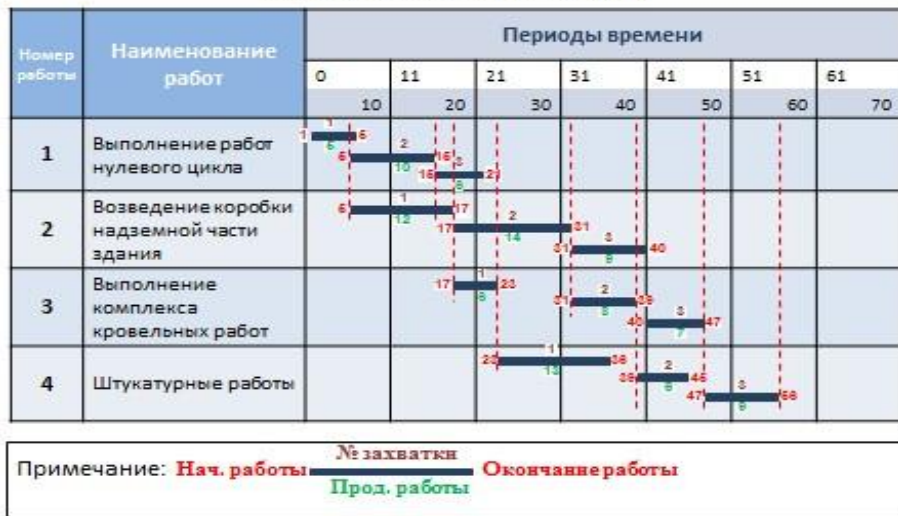 Номер работы
Наименование работ
Периоды времени
0 11 21 31 41 51 61
10 20 30 40 50 60 70
1
Выполнение работ
нулевого цикла
1
1 6
5
2
6 16
10
3
16 21
2
Возведение коробки
надземной части
здания
1
6 17
12
2
17 31
14
3
31 40
9
3
Выполнение
комплекса
кровельных работ
1
17 23
6
2
31 39
8
3
40 47
7
4
Штукатурные работы
1
23 36
13
2
39 45
6
3
47 56
9
Примечание: Нач. работы № захватки Окончание работы
Прод. работы